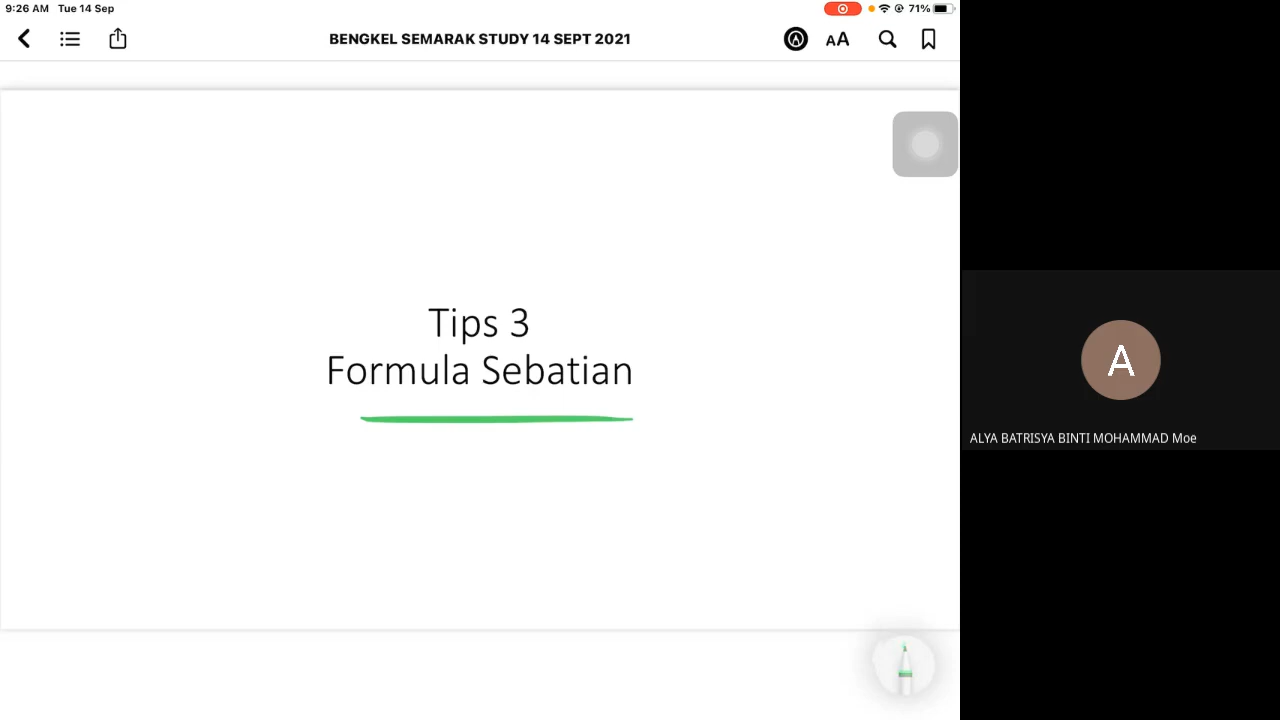 9:26 AM Tue 14 Sep
71%
BENGKEL SEMARAK STUDY 14 SEPT 2021
AA
Tips 3
Formula Sebatian
A
ALYA BATRISYA BINTI MOHAMMAD Moe